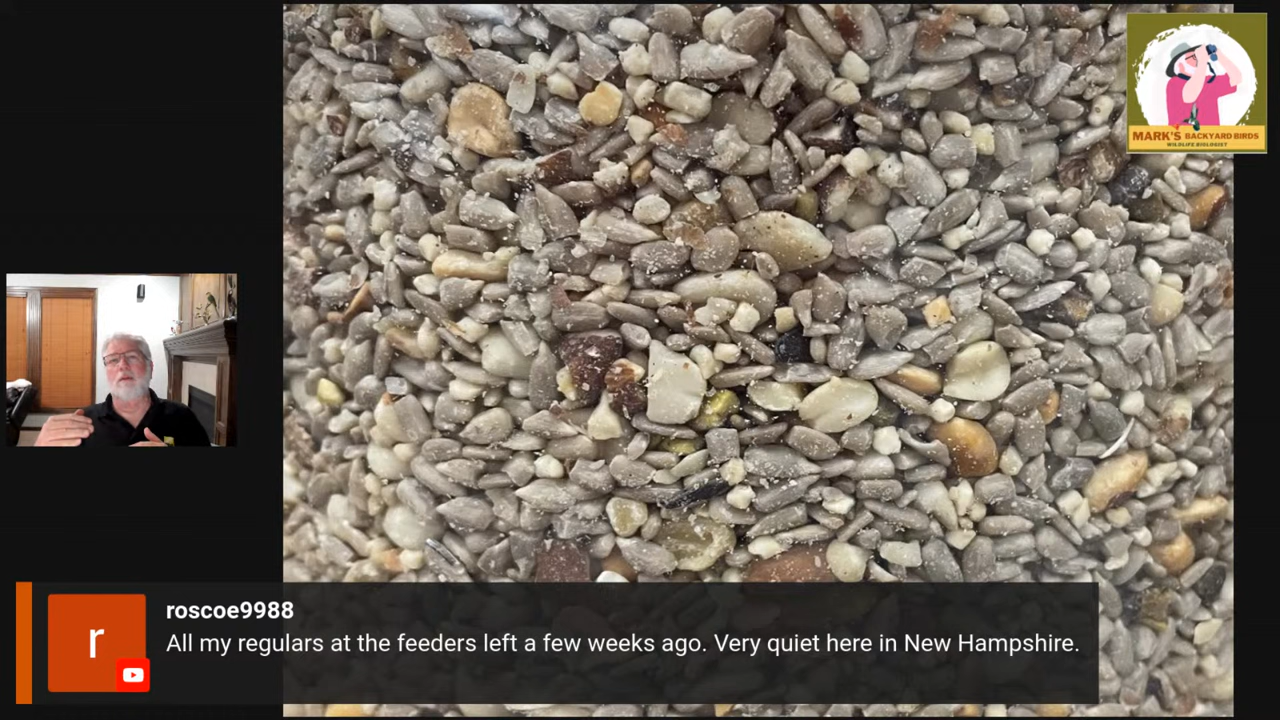 MARK'S BACKYARD BIRDS
WILDLIFE BIOLOGIST
r
roscoe9988
All my regulars at the feeders left a few weeks ago. Very quiet here in New Hampshire.